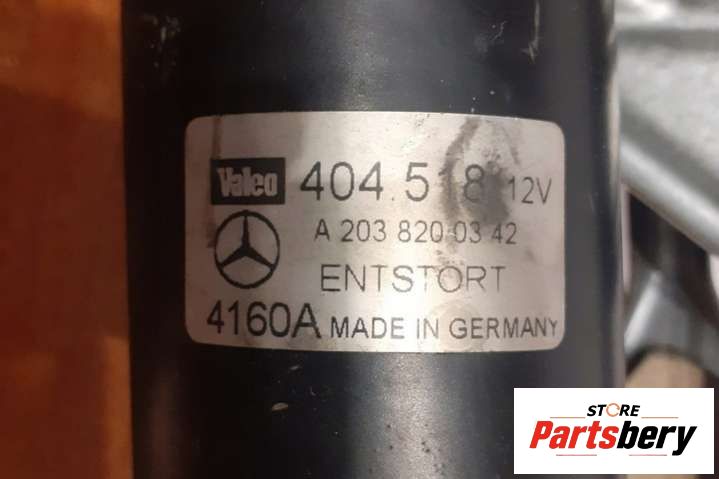 Valeo 404.518 12V
A 203 820 03 42
ENTSTORT
4160A MADE IN GERMANY
STORE
Partsbery